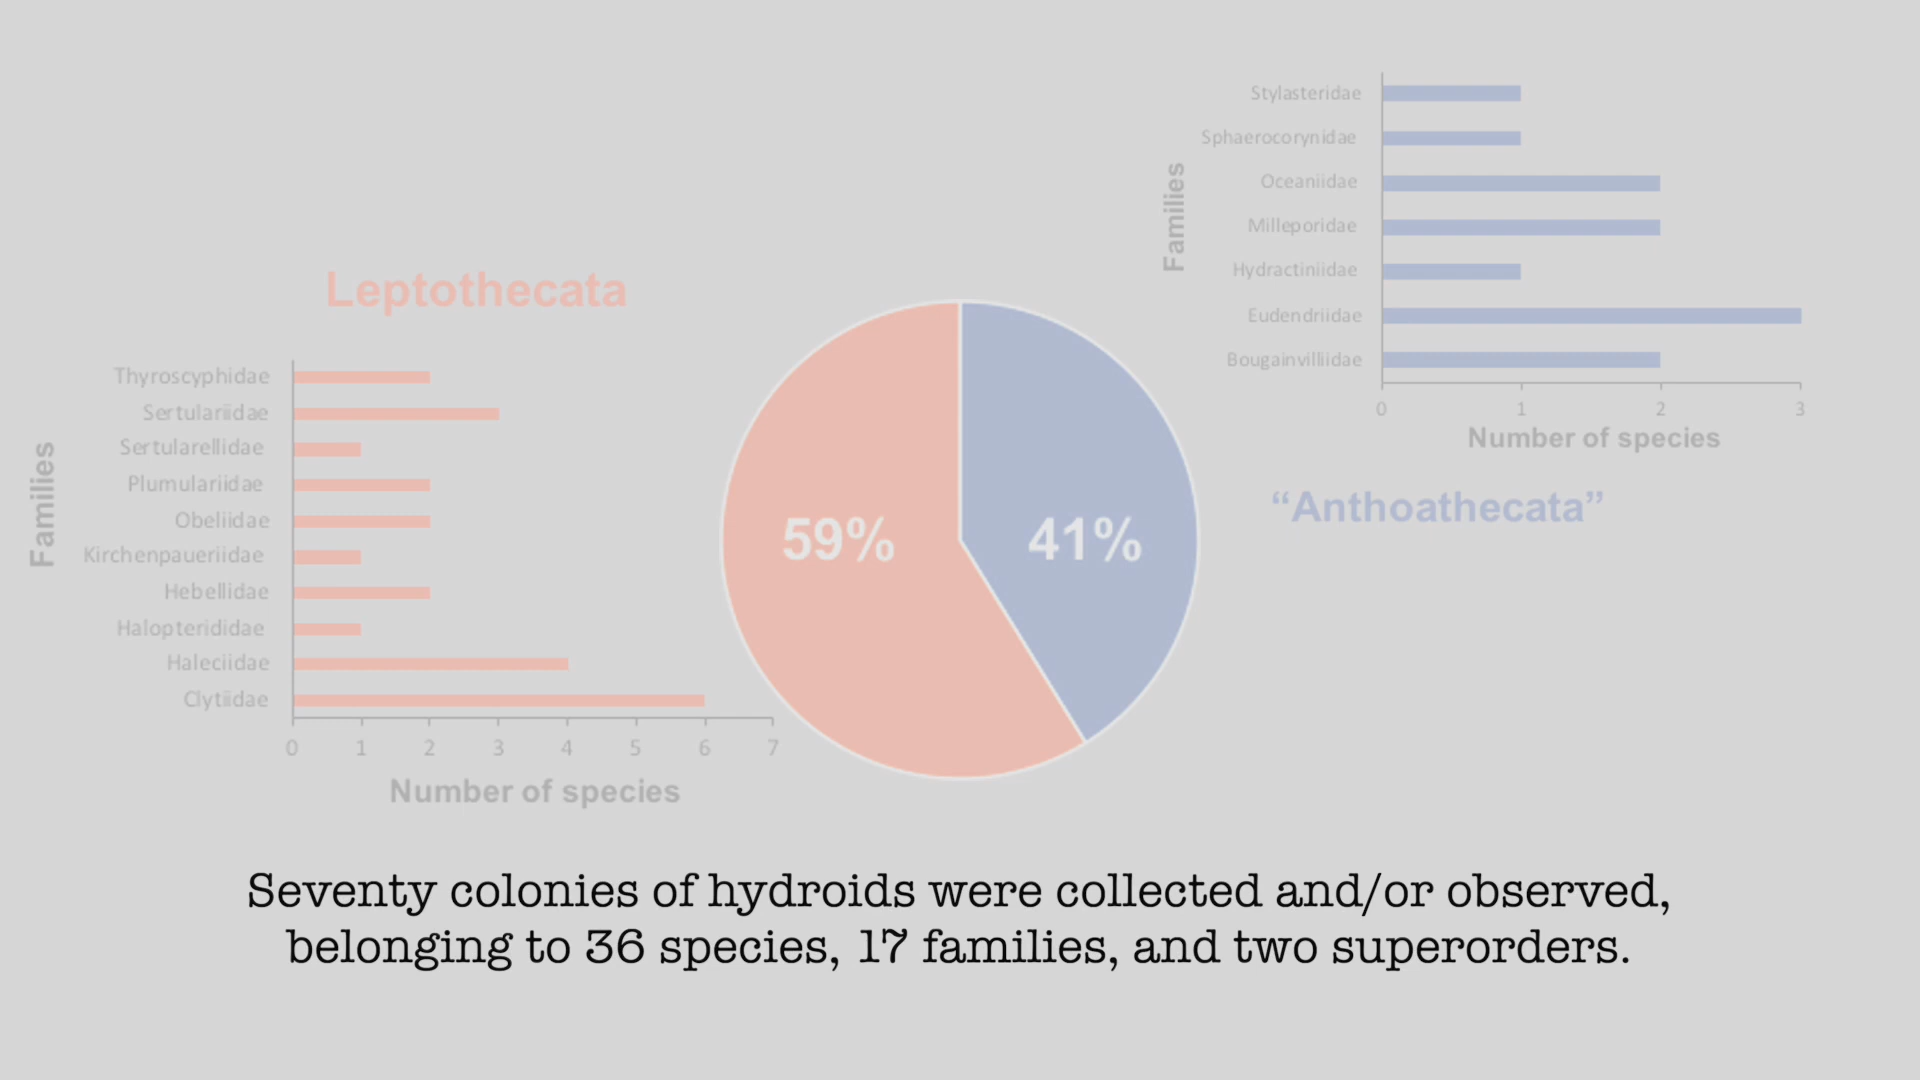 Stylasteridae
Sphaerocorynidae
Oceaniidae
Milleporidae
Hydractiniidae
Eudendriidae
Bougainvilliidae
Families
0 1 2 3
Number of species
“Anthoathecata”
Leptothecata
Thyroscyphidae
Sertulariidae
Sertularellidae
Plumulariidae
Obeliidae
Kirchenpaueriidae
Hebellidae
Halopterididae
Haleciidae
Clytiidae
Families
0 1 2 3 4 5 6 7
Number of species
59%
41%
Seventy colonies of hydroids were collected and/or observed,
belonging to 36 species, 17 families, and two superorders.